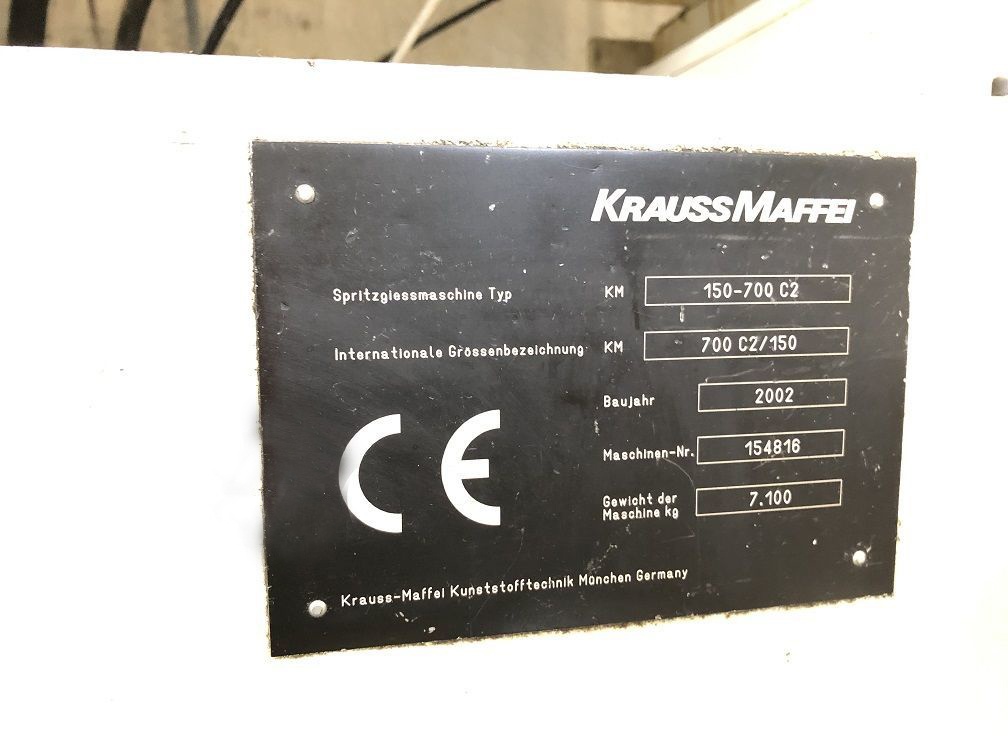 KRAUSSMAFFEI
Spritzgiessmaschine Typ KM 150-700 C2
Internationale Grössenbezeichnung KM 700 C2/150
Baujahr 2002
Maschinen-Nr. 154816
Gewicht der
Maschine kg 7.100
CE
Krauss-Maffei Kunststofftechnik München Germany